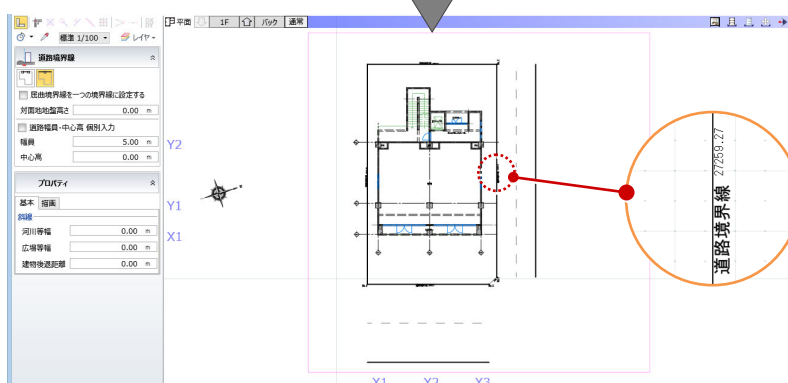 平面 1F バック 通常
標準 1/100 レイヤ
道路境界線
屈曲境界線を一つの境界線に設定する
対面地地盤高さ 0.00 m
道路幅員・中心高 個別入力
幅員 5.00 m
中心高 0.00 m
プロパティ
基本 描画
斜線
河川等幅 0.00 m
広場等幅 0.00 m
建物後退距離 0.00 m
Y2
Y1
X1
道路境界線 27259.27
Y1 Y2 Y3